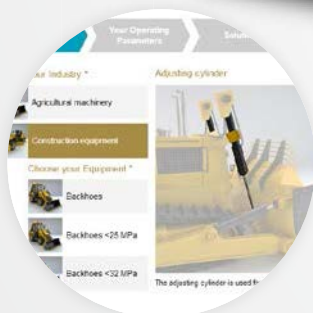 Your Operating
Parameters
Industry *
Adjusting cylinder
Agricultural machinery
Construction equipment
Choose your Equipment *
Backhoes
Backhoes <25 MPa
Backhoes <32 MPa
The adjusting cylinder is used